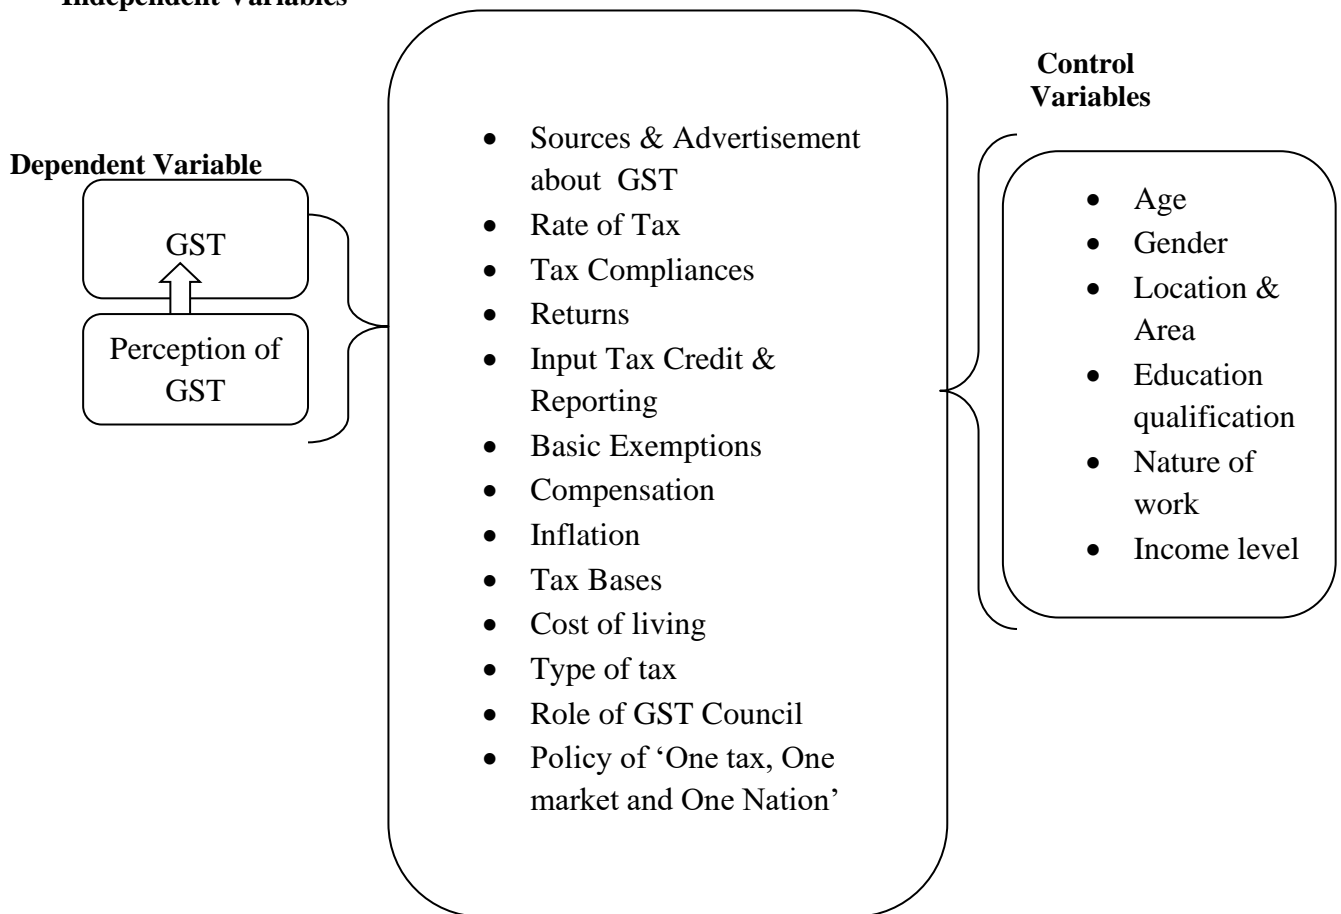 Independent Variables
Dependent Variable
GST
Perception of
GST
• Sources & Advertisement
about GST
• Rate of Tax
• Tax Compliances
• Returns
• Input Tax Credit &
Reporting
• Basic Exemptions
• Compensation
• Inflation
• Tax Bases
• Cost of living
• Type of tax
• Role of GST Council
• Policy of ‘One tax, One
market and One Nation’
Control
Variables
• Age
• Gender
• Location &
Area
• Education
qualification
• Nature of
work
• Income level